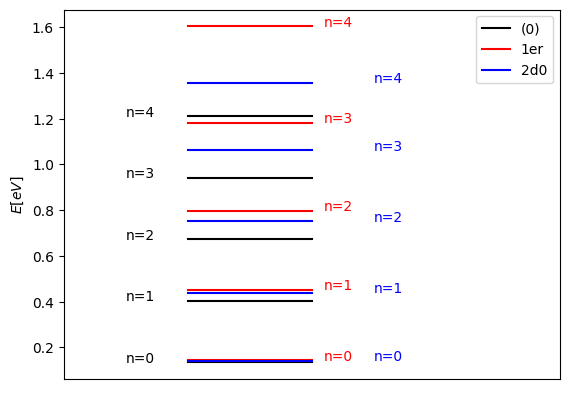 1.6
1.4
1.2
1.0
0.8
0.6
0.4
0.2
E[eV]
n=4
n=3
n=2
n=1
n=0
n=4
n=3
n=2
n=1
n=0
n=4
n=3
n=2
n=1
n=0
(0)
1er
2d0